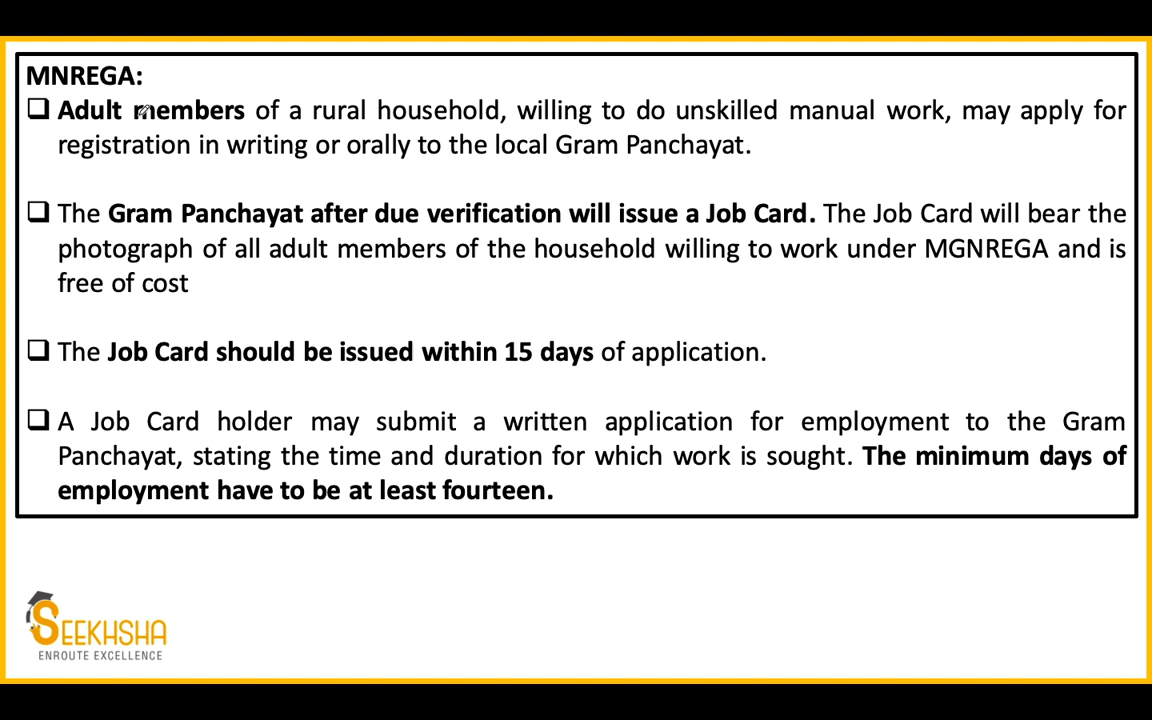 MNREGA:
❑ Adult members of a rural household, willing to do unskilled manual work, may apply for
registration in writing or orally to the local Gram Panchayat.
❑ The Gram Panchayat after due verification will issue a Job Card. The Job Card will bear the
photograph of all adult members of the household willing to work under MGNREGA and is
free of cost
❑ The Job Card should be issued within 15 days of application.
❑ A Job Card holder may submit a written application for employment to the Gram
Panchayat, stating the time and duration for which work is sought. The minimum days of
employment have to be at least fourteen.
SEEKHSHA
ENROUTE EXCELLENCE